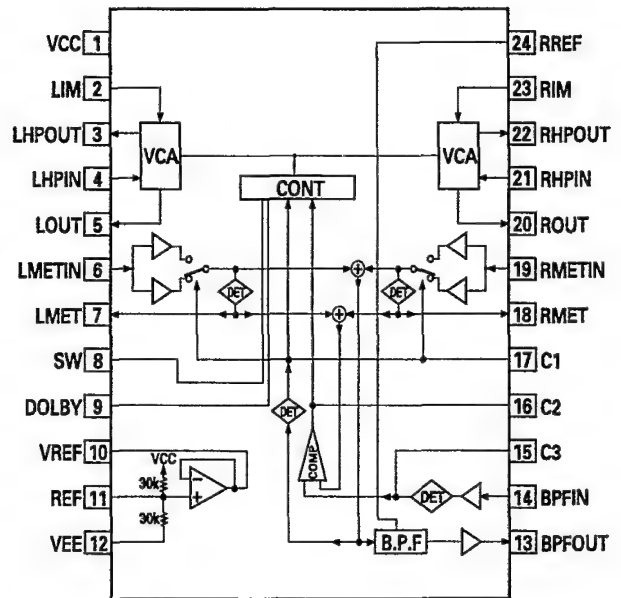 VCC 1
24 RREF
LIM 2
23 RIM
LHPOUT 3
22 RHPOUT
VCA
VCA
LHPIN 4
CONT
21 RHPIN
LOUT 5
20 ROUT
LMETIN 6
+
19 RMETIN
DET
DET
LMET 7
+
18 RMET
SW 8
17 C1
DOLBY 9
DET
16 C2
VREF 10
VCC
COMP
15 C3
30k
-
REF 11
+
DET
14 BPFIN
30k
VEE 12
B.P.F
13 BPFOUT